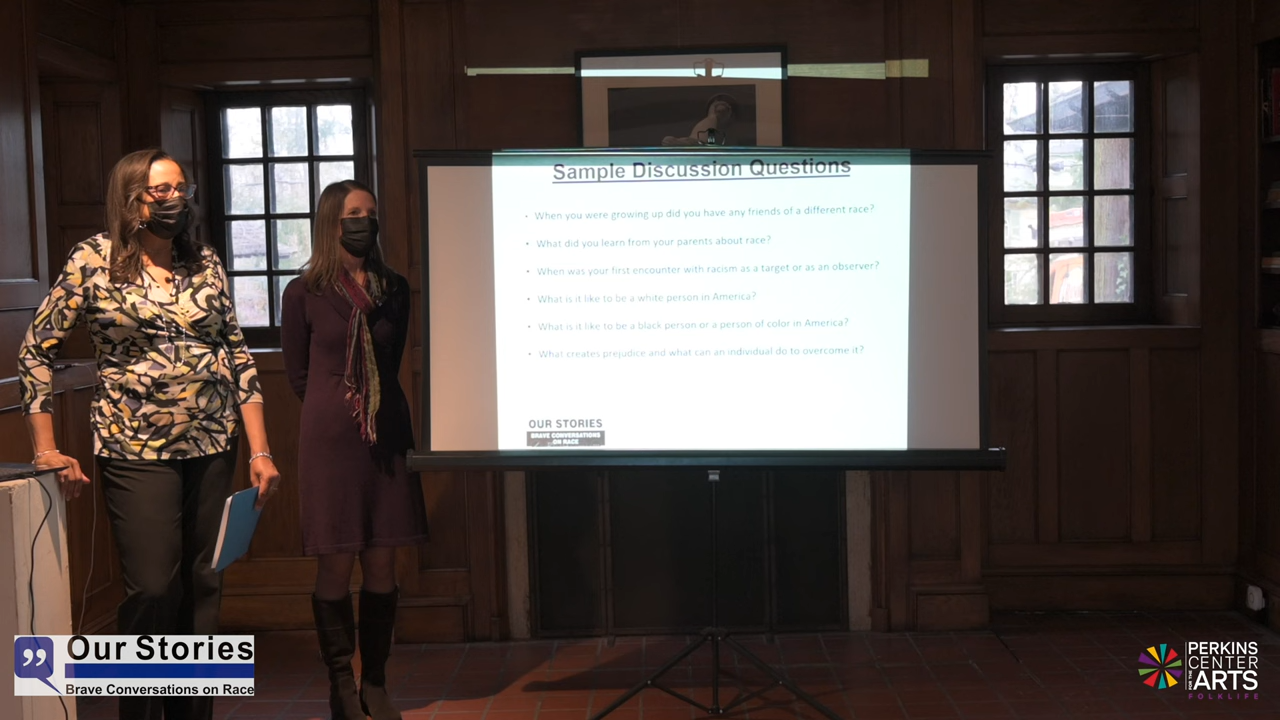 Sample Discussion Questions
• When you were growing up did you have any friends of a different race?
• What did you learn from your parents about race?
• When was your first encounter with racism as a target or as an observer?
• What is it like to be a white person in America?
• What is it like to be a black person or a person of color in America?
• What creates prejudice and what can an individual do to overcome it?
OUR STORIES
BRAVE CONVERSATIONS
ON RACE
Our Stories
Brave Conversations on Race
PERKINS
CENTER
FOR THE ARTS
FOLKLIFE